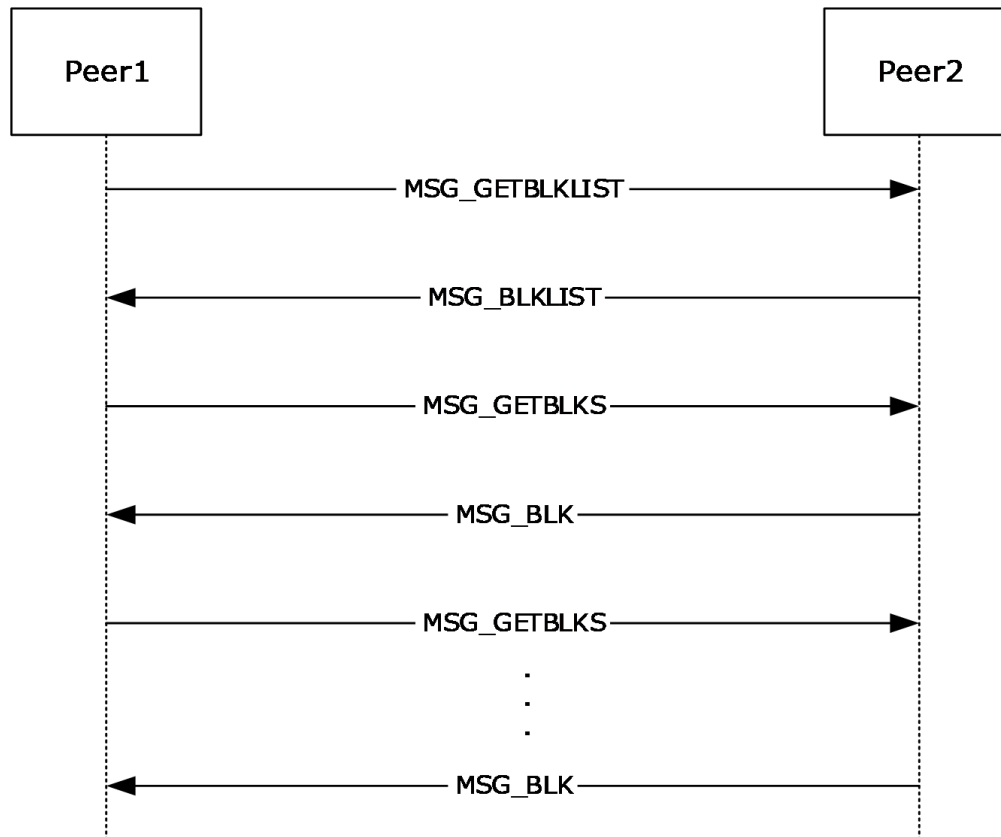 Peer1
Peer2
MSG_GETBLKLIST
MSG_BLKLIST
MSG_GETBLKS
MSG_BLK
MSG_GETBLKS
.
.
.
MSG_BLK